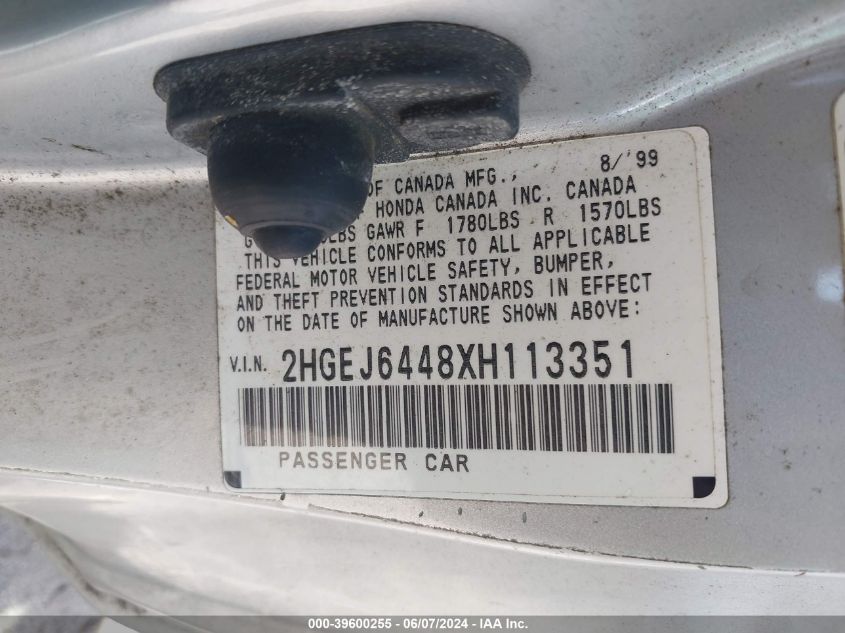 OF CANADA MFG., 8/'99
HONDA CANADA INC. CANADA
LBS GAWR F 1780LBS R 1570LBS
THIS VEHICLE CONFORMS TO ALL APPLICABLE
FEDERAL MOTOR VEHICLE SAFETY, BUMPER,
AND THEFT PREVENTION STANDARDS IN EFFECT
ON THE DATE OF MANUFACTURE SHOWN ABOVE:
V.I.N. 2HGEJ6448XH113351
PASSENGER CAR
000-39600255 - 06/07/2024 - IAA Inc.